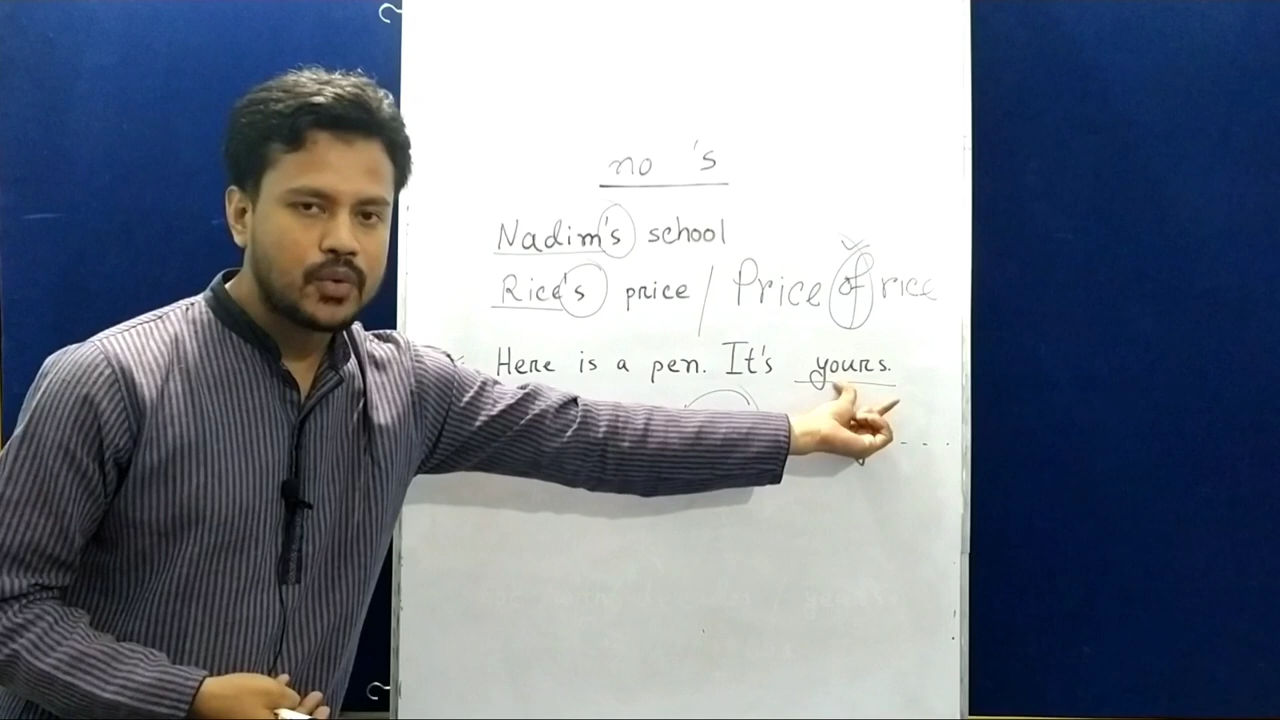 no 's
Nadim's school
Rice's price / Price of rice
Here is a pen. It's yours.